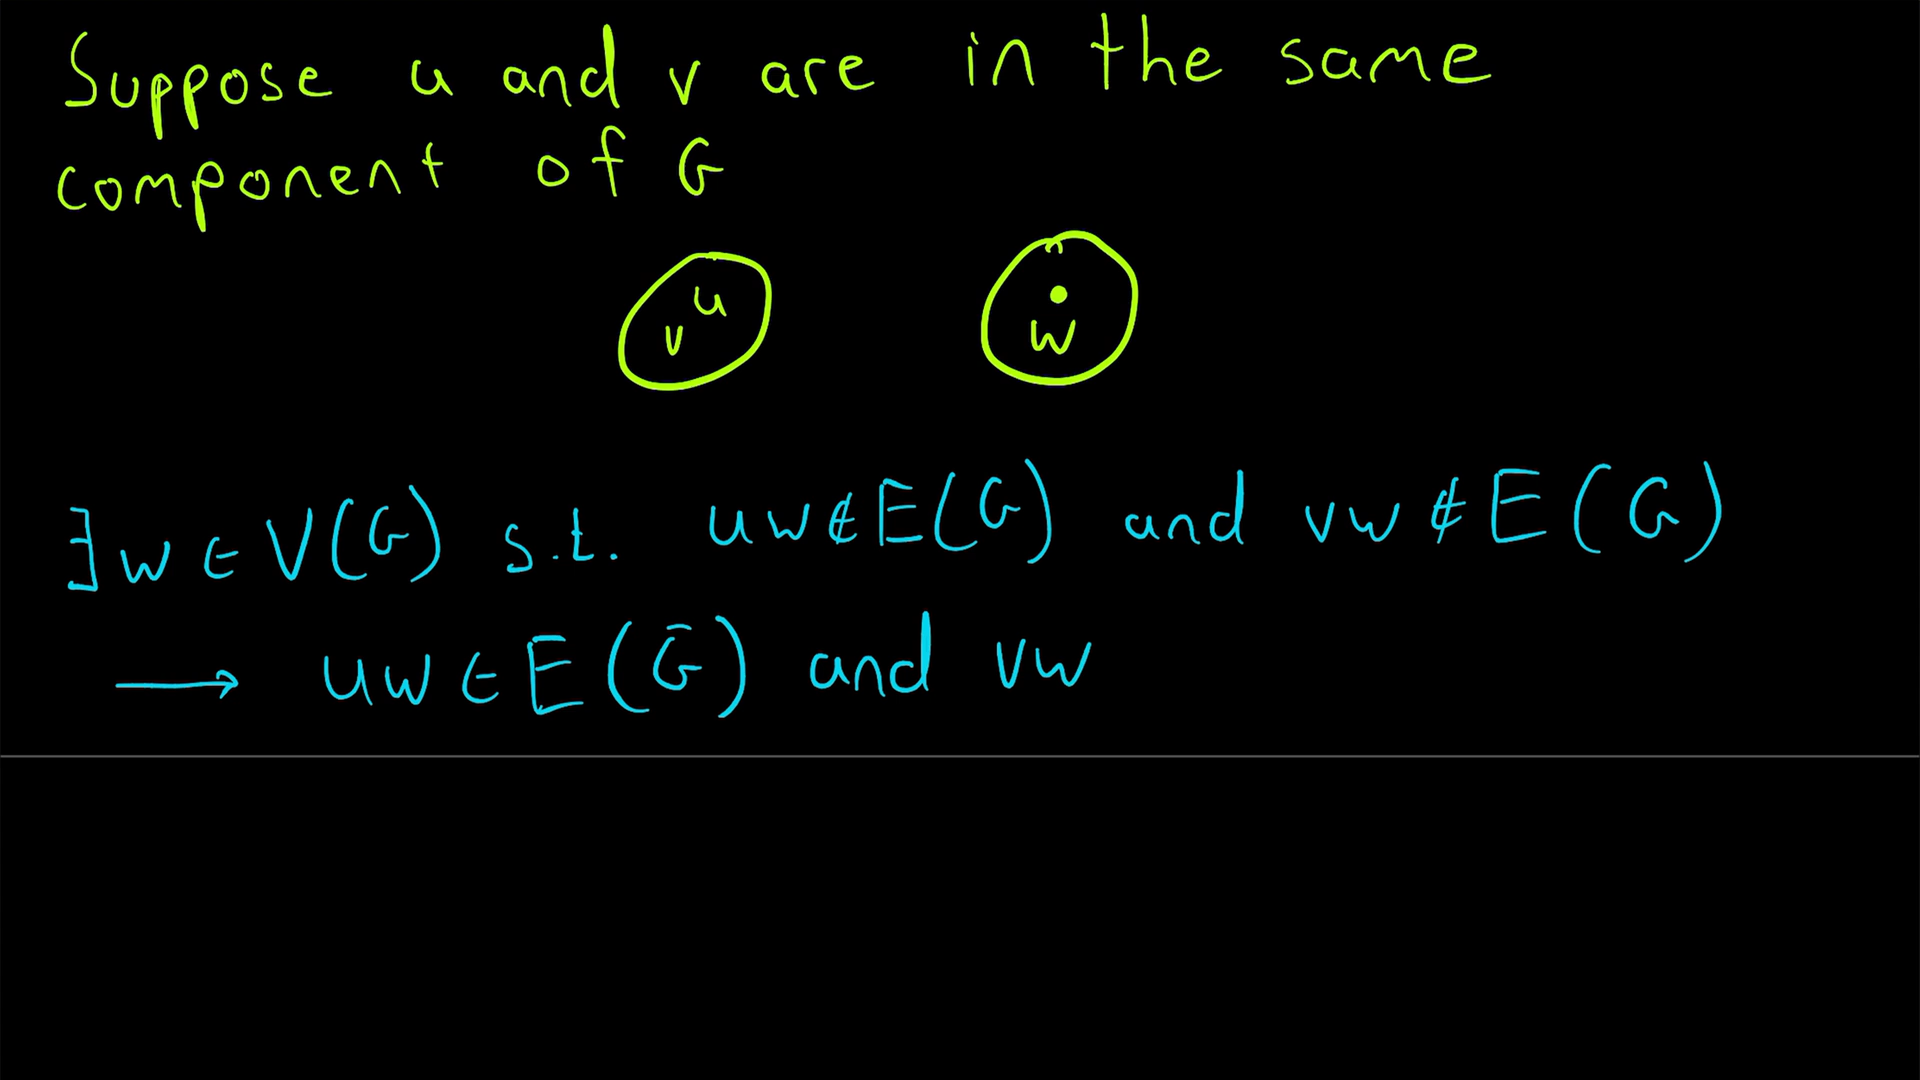 Suppose u and v are in the same
component of G
u
v
w
∃w∈V(G) s.t. uw∉E(G) and vw∉E(G)
→ uw∈E(Ḡ) and vw